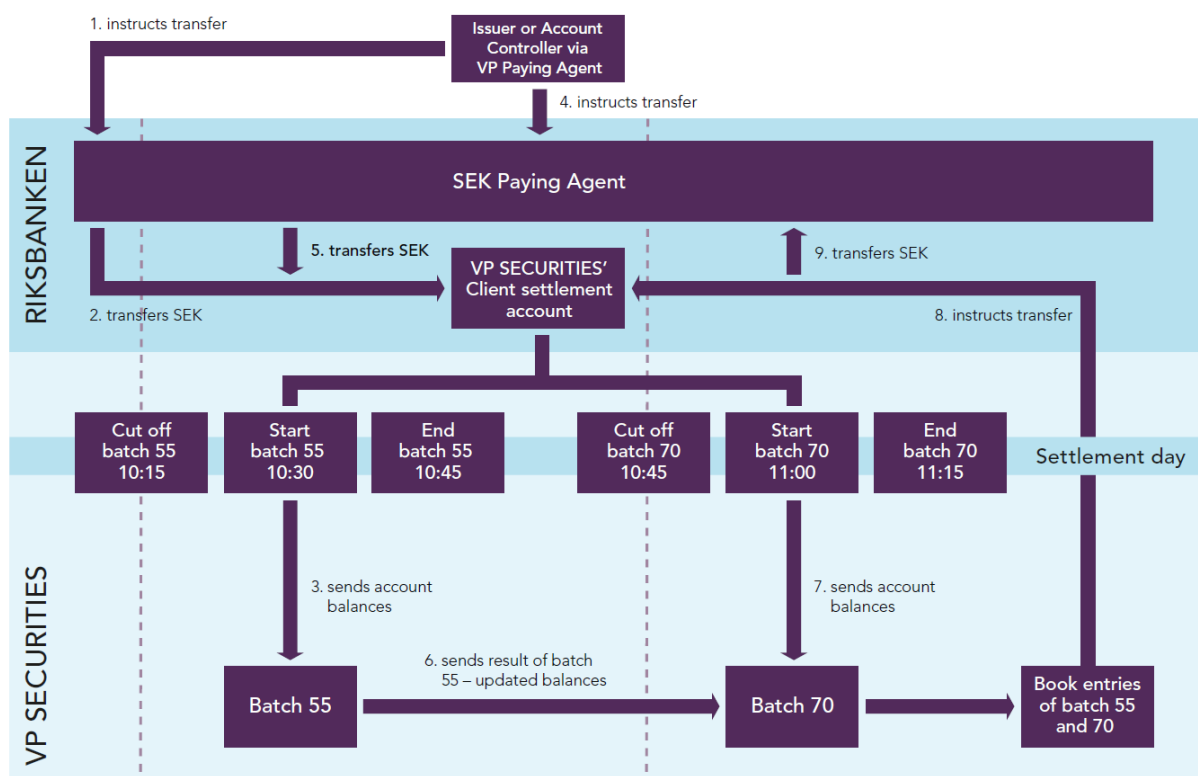 1. instructs transfer
Issuer or Account
Controller via
VP Paying Agent
4. instructs transfer
RIKSBANKEN
SEK Paying Agent
5. transfers SEK
9. transfers SEK
VP SECURITIES’
Client settlement
account
2. transfers SEK
8. instructs transfer
Cut off
batch 55
10:15
Start
batch 55
10:30
End
batch 55
10:45
Cut off
batch 70
10:45
Start
batch 70
11:00
End
batch 70
11:15
Settlement day
VP SECURITIES
3. sends account
balances
7. sends account
balances
6. sends result of batch
55 – updated balances
Batch 55
Batch 70
Book entries
of batch 55
and 70